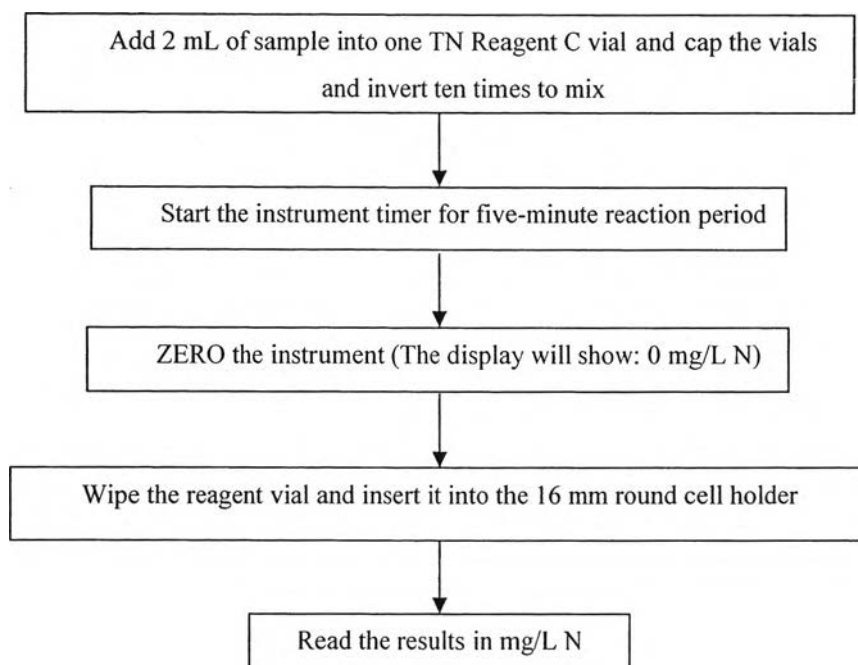 Add 2 mL of sample into one TN Reagent C vial and cap the vials
and invert ten times to mix
Start the instrument timer for five-minute reaction period
ZERO the instrument (The display will show: 0 mg/L N)
Wipe the reagent vial and insert it into the 16 mm round cell holder
Read the results in mg/L N